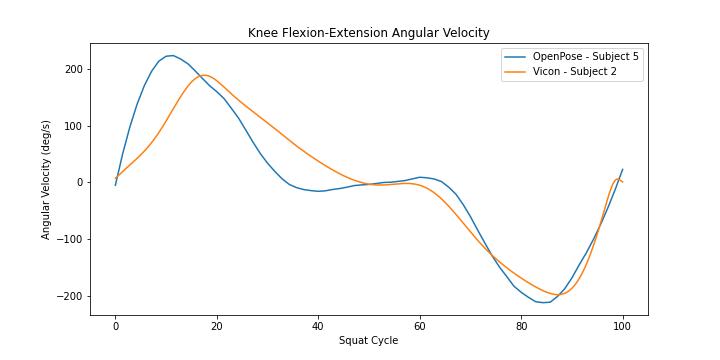 Knee Flexion-Extension Angular Velocity
OpenPose - Subject 5
Vicon - Subject 2
Angular Velocity (deg/s)
200
100
0
−100
−200
0
20
40
60
80
100
Squat Cycle